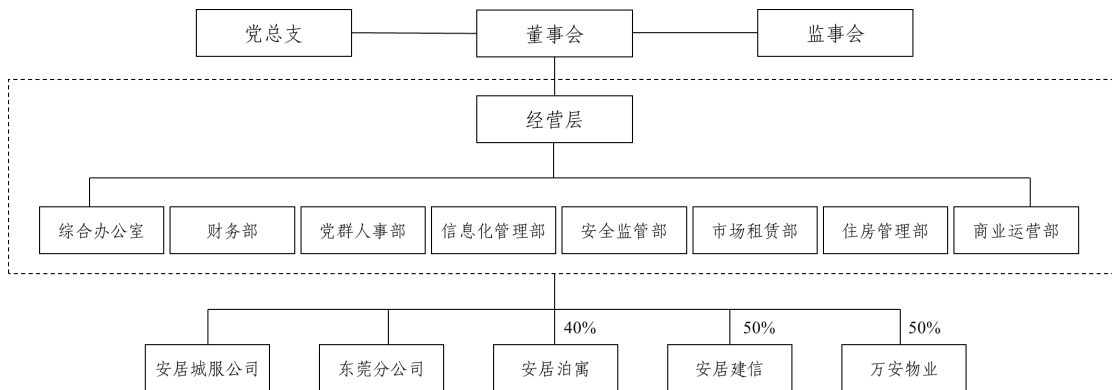 党总支
董事会
监事会
经营层
综合办公室
财务部
党群人事部
信息化管理部
安全监管部
市场租赁部
住房管理部
商业运营部
40%
50%
50%
安居城服公司
东莞分公司
安居泊寓
安居建信
万安物业